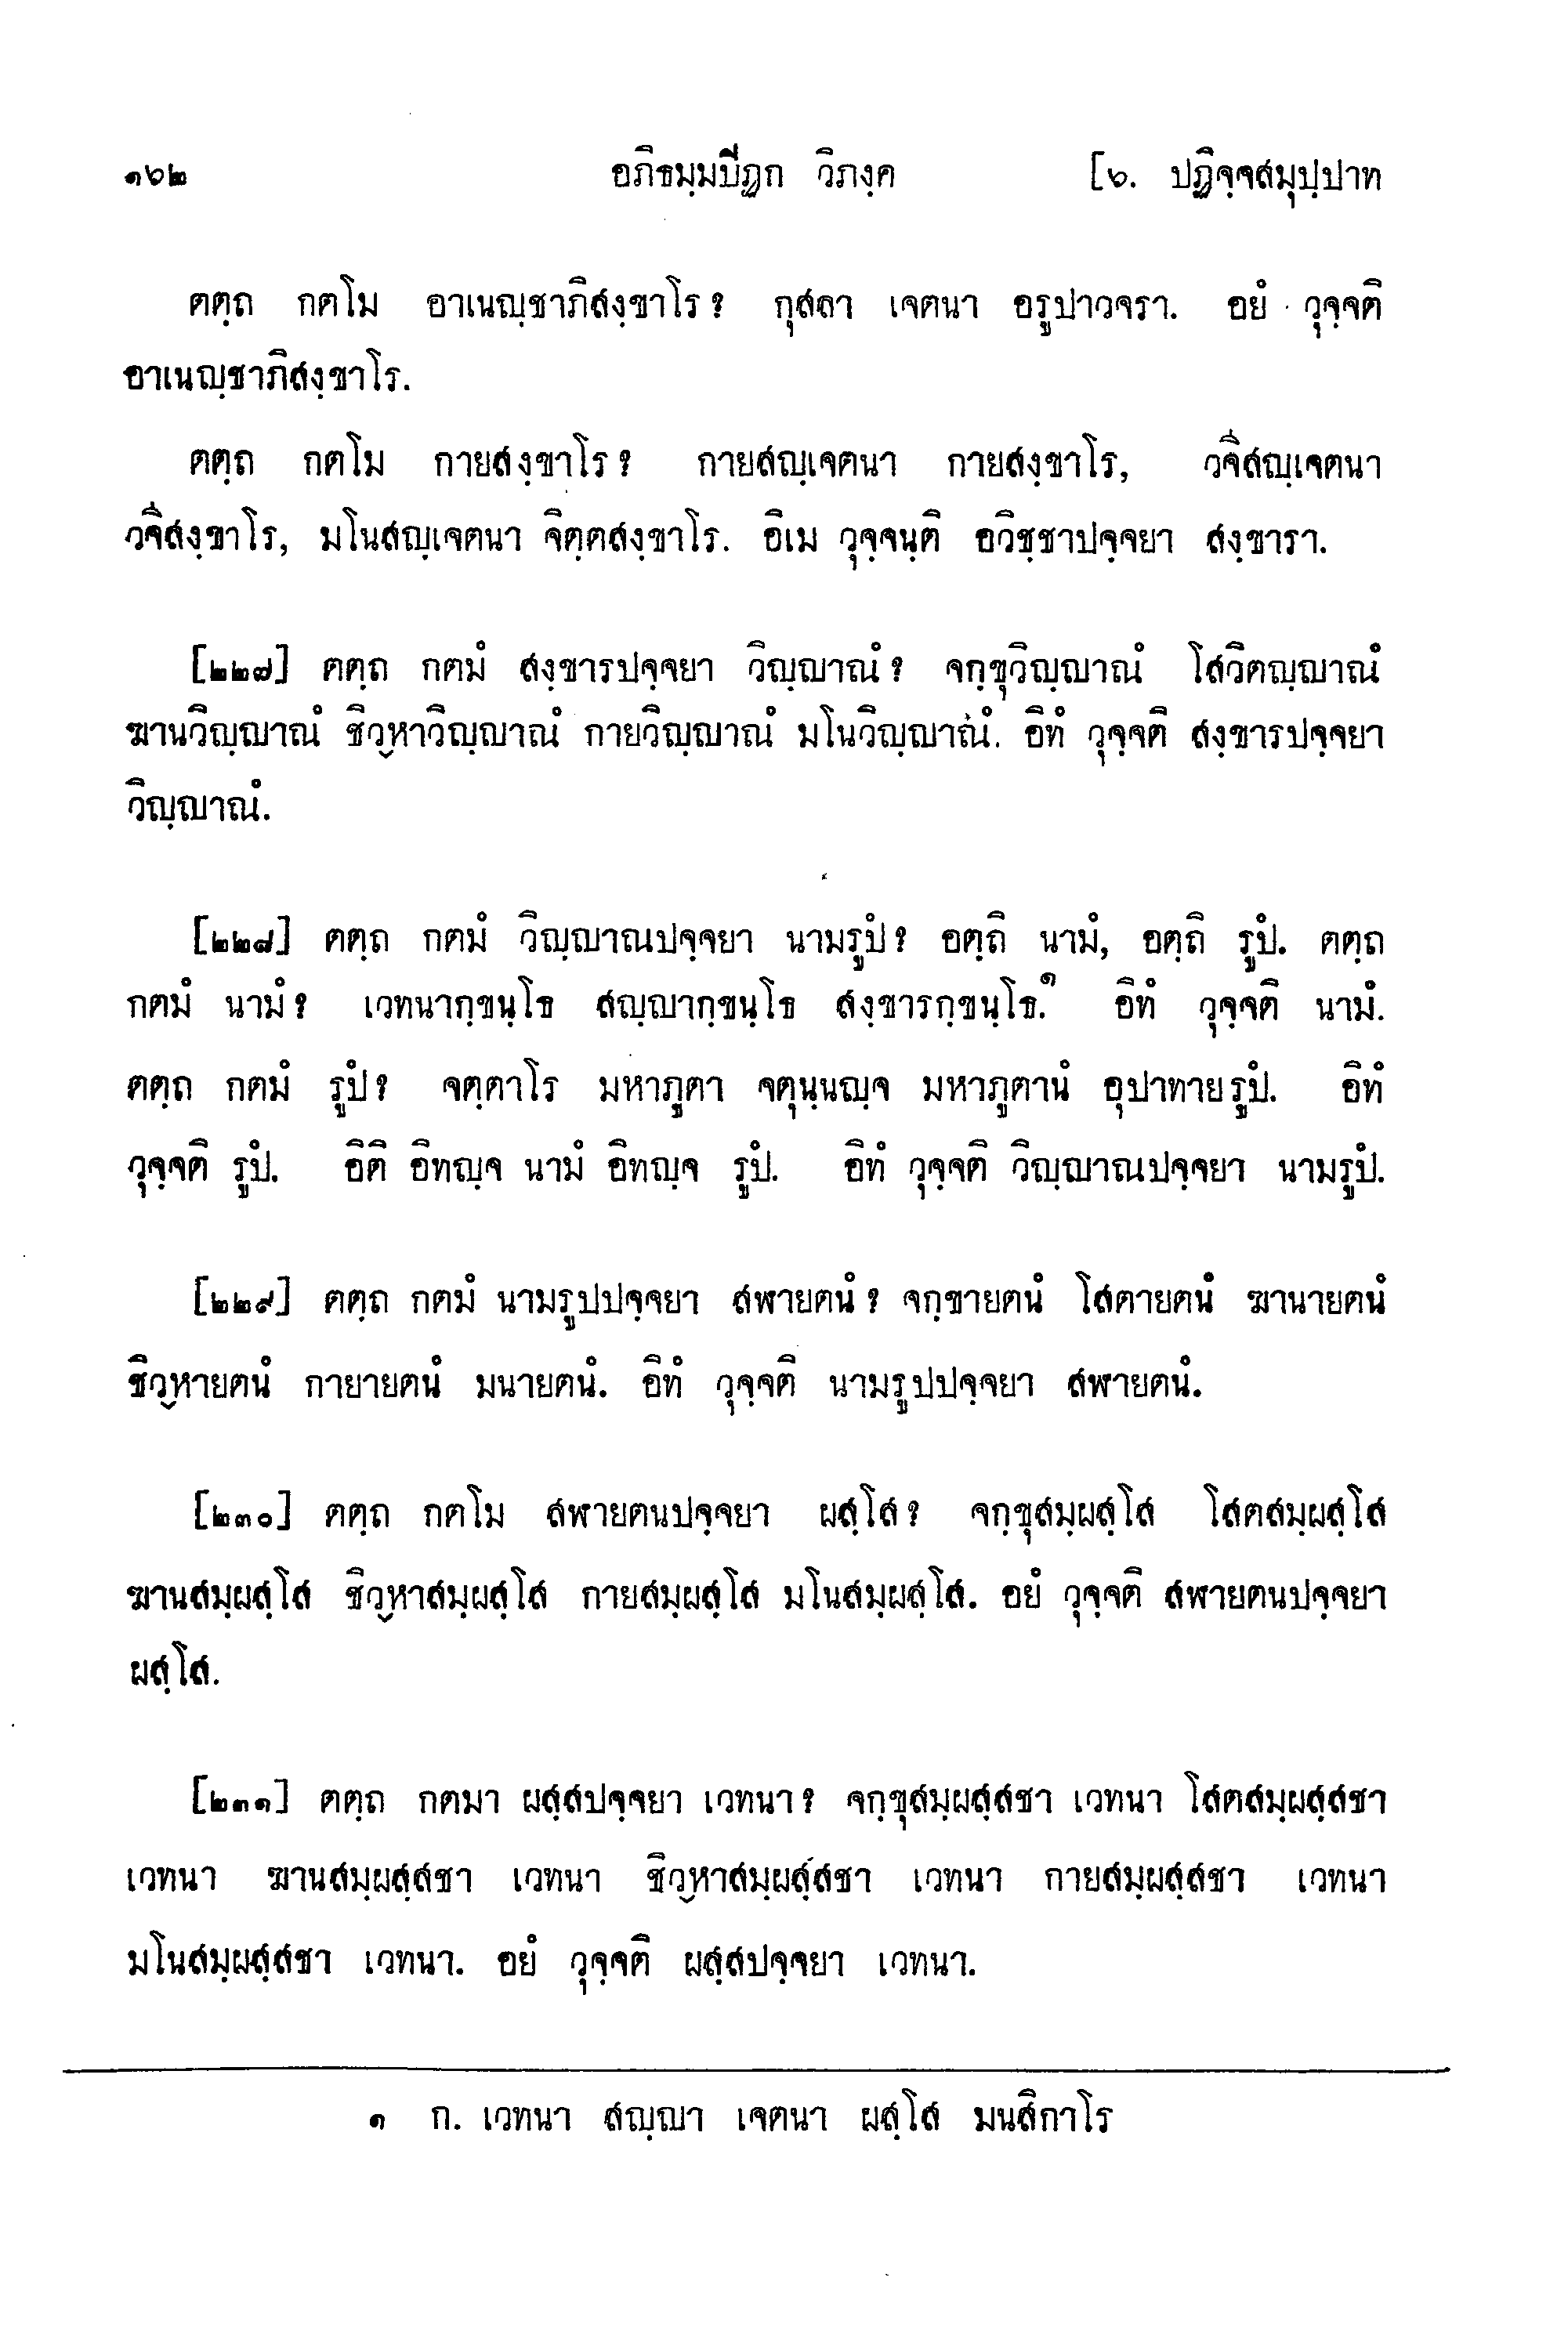 ๑๖๒ อภิธมฺมปีฏก วิภงฺค [๖. ปฏิจฺจสมุปฺปาท
ตตฺถ กตโม อาเนญฺชาภิสงฺขาโร? กุสลา เจตนา อรูปาวจรา. อยํ วุจฺจติ
อาเนญฺชาภิสงฺขาโร.
ตตฺถ กตโม กายสงฺขาโร? กายสญฺเจตนา กายสงฺขาโร, วจีสญฺเจตนา
วจีสงฺขาโร, มโนสญฺเจตนา จิตฺตสงฺขาโร. อิเม วุจฺจนฺติ อวิชฺชาปจฺจยา สงฺขารา.
[๒๒๗] ตตฺถ กตมํ สงฺขารปจฺจยา วิญฺญาณํ? จกฺขุวิญฺญาณํ โสวิตญฺญาณํ
ฆานวิญฺญาณํ ชิวฺหาวิญฺญาณํ กายวิญฺญาณํ มโนวิญฺญาณํ. อิทํ วุจฺจติ สงฺขารปจฺจยา
วิญฺญาณํ.
[๒๒๘] ตตฺถ กตมํ วิญฺญาณปจฺจยา นามรูปํ? อตฺถิ นามํ, อตฺถิ รูปํ. ตตฺถ
กตมํ นามํ? เวทนากฺขนฺโธ สญฺญากฺขนฺโธ สงฺขารกฺขนฺโธ.๑ อิทํ วุจฺจติ นามํ.
ตตฺถ กตมํ รูปํ? จตฺตาโร มหาภูตา จตุนฺนญฺจ มหาภูตานํ อุปาทายรูปํ. อิทํ
วุจฺจติ รูปํ. อิติ อิทญฺจ นามํ อิทญฺจ รูปํ. อิทํ วุจฺจติ วิญฺญาณปจฺจยา นามรูปํ.
[๒๒๙] ตตฺถ กตมํ นามรูปปจฺจยา สฬายตนํ? จกฺขายตนํ โสตายตนํ ฆานายตนํ
ชิวฺหายตนํ กายายตนํ มนายตนํ. อิทํ วุจฺจติ นามรูปปจฺจยา สฬายตนํ.
[๒๓๐] ตตฺถ กตโม สฬายตนปจฺจยา ผสฺโส? จกฺขุสมฺผสฺโส โสตสมฺผสฺโส
ฆานสมฺผสฺโส ชิวฺหาสมฺผสฺโส กายสมฺผสฺโส มโนสมฺผสฺโส. อยํ วุจฺจติ สฬายตนปจฺจยา
ผสฺโส.
[๒๓๑] ตตฺถ กตมา ผสฺสปจฺจยา เวทนา? จกฺขุสมฺผสฺสชา เวทนา โสตสมฺผสฺสชา
เวทนา ฆานสมฺผสฺสชา เวทนา ชิวฺหาสมฺผสฺสชา เวทนา กายสมฺผสฺสชา เวทนา
มโนสมฺผสฺสชา เวทนา. อยํ วุจฺจติ ผสฺสปจฺจยา เวทนา.
๑ ก. เวทนา สญฺญา เจตนา ผสฺโส มนสิกาโร